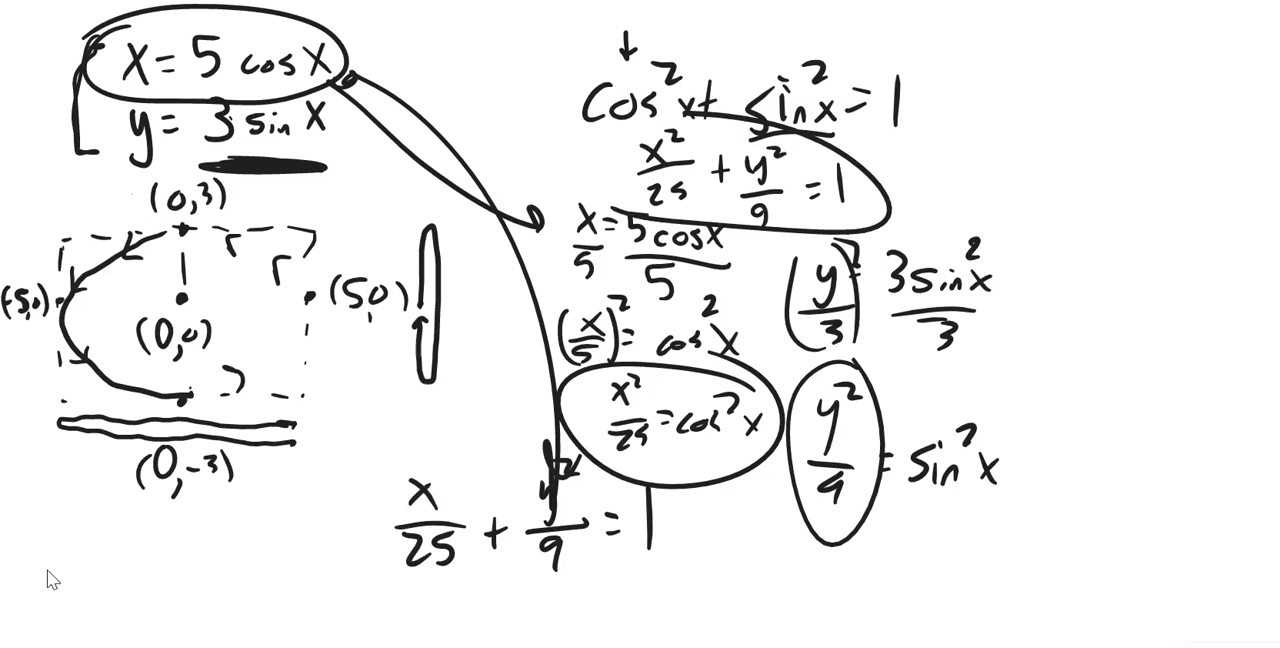 x = 5 cos x
y = 3 sin x
(0,3)
(-5,0)
(5,0)
(0,0)
(0,-3)
cos²x + sin²x = 1
x²/25 + y²/9 = 1
x/5 = 5cosx/5
(x/5)² = cos²x
x²/25 = cos²x
(y/3)² = 3sin²x/3
y²/9 = sin²x
x/25 + y²/9 = 1